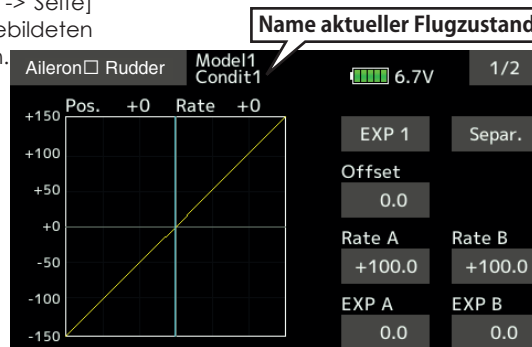 -> Seite]
ebildeten
n.
Name aktueller Flugzustand
Aileron□ Rudder
Model1
Condit1
6.7V
1/2
Pos. +0 Rate +0
+150
+100
+50
+0
-50
-100
-150
EXP 1
Separ.
Offset
0.0
Rate A Rate B
+100.0 +100.0
EXP A EXP B
0.0 0.0